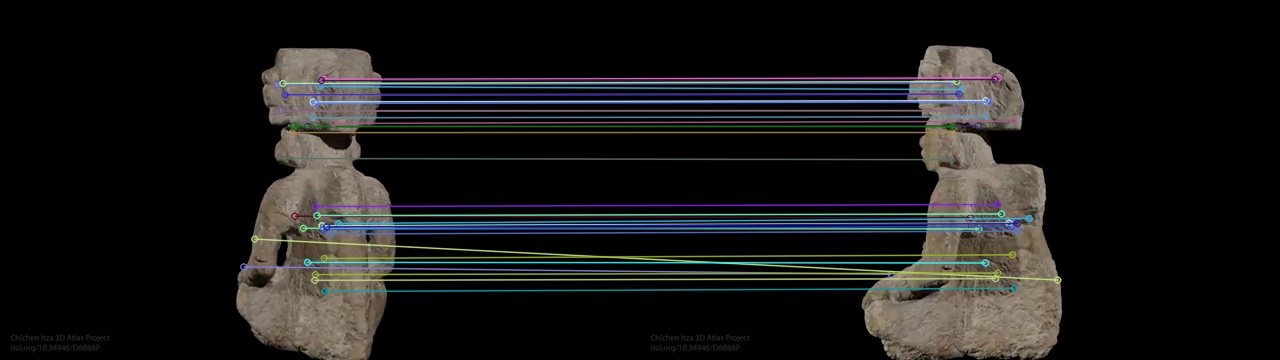 Chichen Itza 3D Atlas Project
doi.org/10.34946/D6B88P
Chichen Itza 3D Atlas Project
doi.org/10.34946/D6B88P